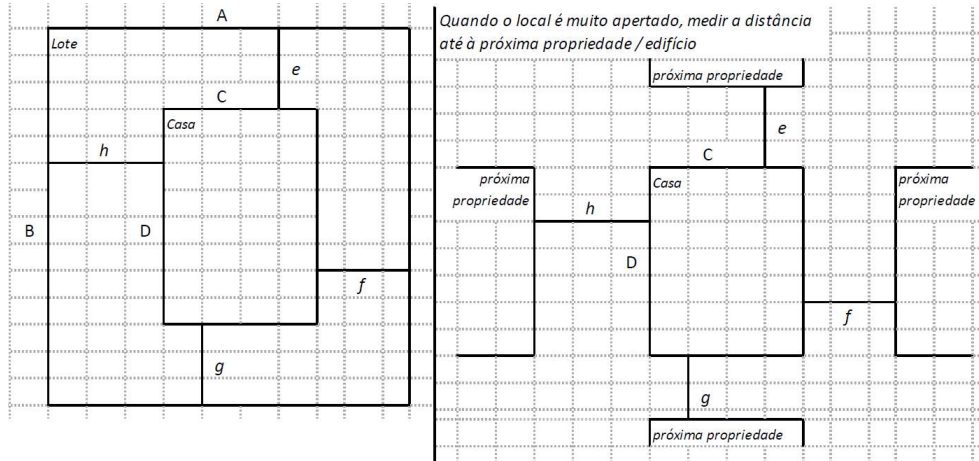 A
Lote
e
C
Casa
h
B
D
f
g
Quando o local é muito apertado, medir a distância
até à próxima propriedade / edifício
próxima propriedade
e
C
próxima
propriedade
Casa
próxima
propriedade
h
D
f
g
próxima propriedade